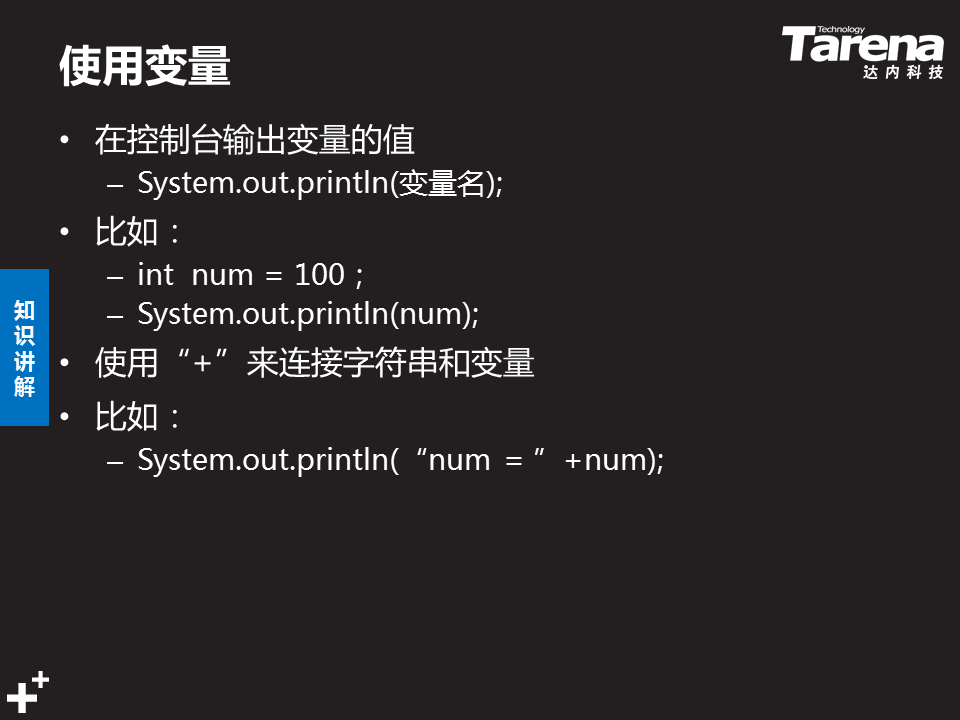 使用变量
Technology
Tarena
达内科技
• 在控制台输出变量的值
– System.out.println(变量名);
• 比如：
– int  num = 100；
– System.out.println(num);
• 使用“+”来连接字符串和变量
• 比如：
– System.out.println(“num  = ”+num);
知识讲解